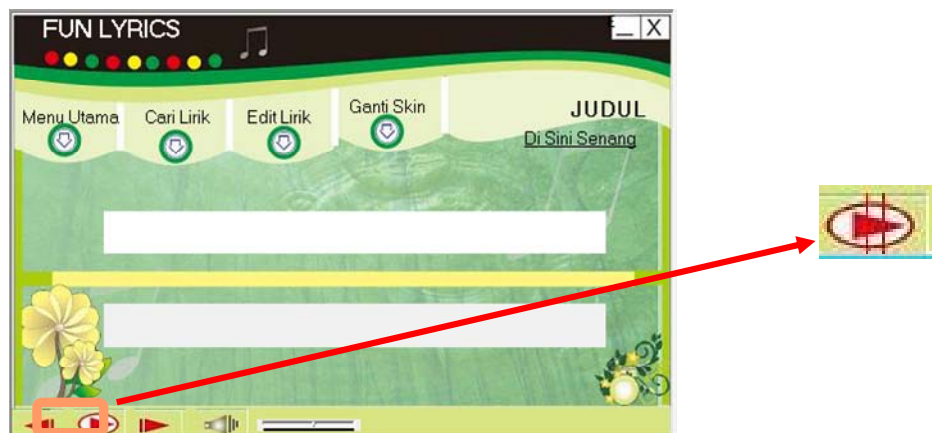 FUN LYRICS
X
Menu Utama
Cari Lirik
Edit Lirik
Ganti Skin
JUDUL
Di Sini Senang